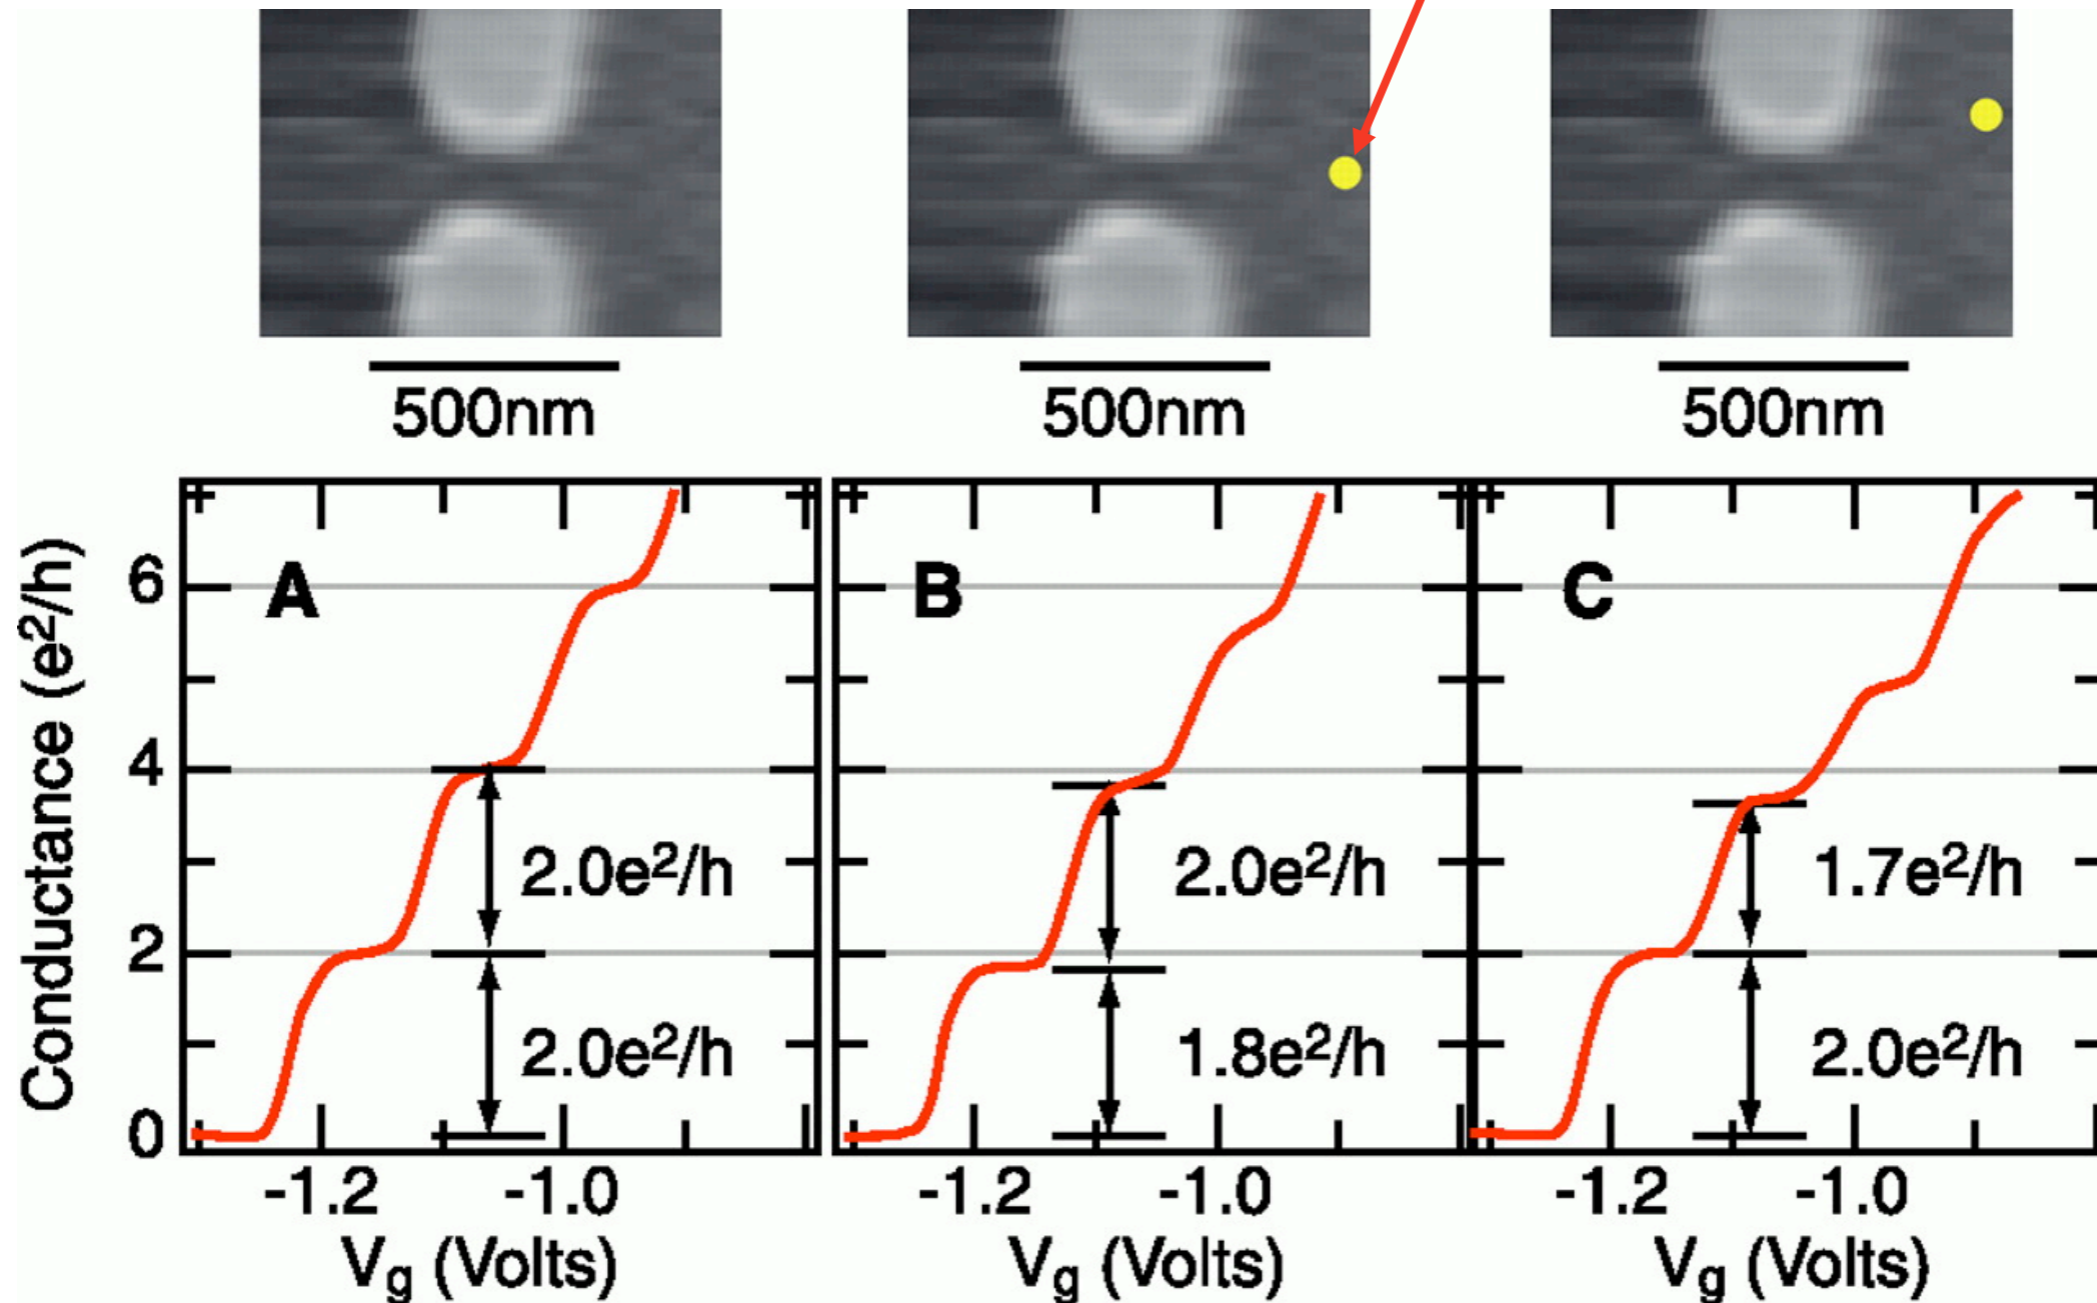 500nm 500nm 500nm
Conductance (e²/h)
A B C
6
4
2
0
2.0e²/h 2.0e²/h 1.7e²/h
2.0e²/h 1.8e²/h 2.0e²/h
-1.2 -1.0 -1.2 -1.0 -1.2 -1.0
Vg (Volts) Vg (Volts) Vg (Volts)